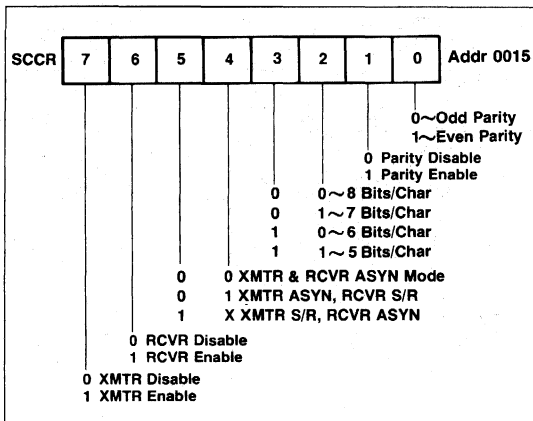 SCCR 7 6 5 4 3 2 1 0 Addr 0015
0~Odd Parity
1~Even Parity
0 Parity Disable
1 Parity Enable
0 0~8 Bits/Char
0 1~7 Bits/Char
1 0~6 Bits/Char
1 1~5 Bits/Char
0 0 XMTR & RCVR ASYN Mode
0 1 XMTR ASYN, RCVR S/R
1 X XMTR S/R, RCVR ASYN
0 RCVR Disable
1 RCVR Enable
0 XMTR Disable
1 XMTR Enable